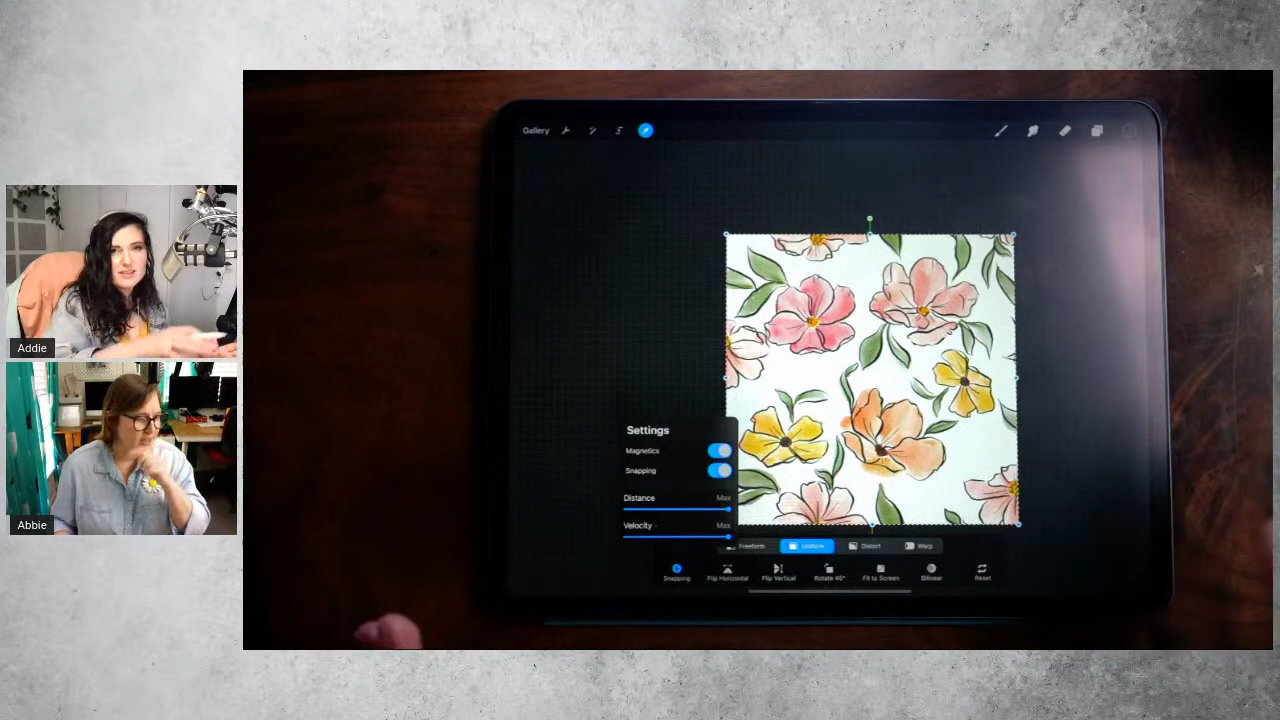 Gallery
Addie
Abbie
Settings
Magnetics
Snapping
Distance Max
Velocity Max
Freeform Uniform Distort Warp
Snapping Flip Horizontal Flip Vertical Rotate 45° Fit to Screen Bilinear Reset